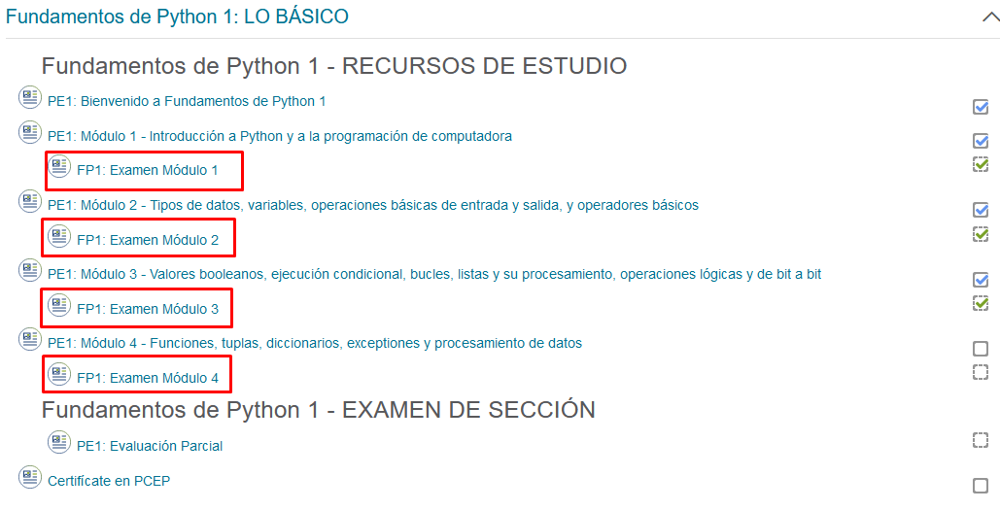 Fundamentos de Python 1: LO BÁSICO
Fundamentos de Python 1 - RECURSOS DE ESTUDIO
PE1: Bienvenido a Fundamentos de Python 1
PE1: Módulo 1 - Introducción a Python y a la programación de computadora
FP1: Examen Módulo 1
PE1: Módulo 2 - Tipos de datos, variables, operaciones básicas de entrada y salida, y operadores básicos
FP1: Examen Módulo 2
PE1: Módulo 3 - Valores booleanos, ejecución condicional, bucles, listas y su procesamiento, operaciones lógicas y de bit a bit
FP1: Examen Módulo 3
PE1: Módulo 4 - Funciones, tuplas, diccionarios, exceptiones y procesamiento de datos
FP1: Examen Módulo 4
Fundamentos de Python 1 - EXAMEN DE SECCIÓN
PE1: Evaluación Parcial
Certifícate en PCEP